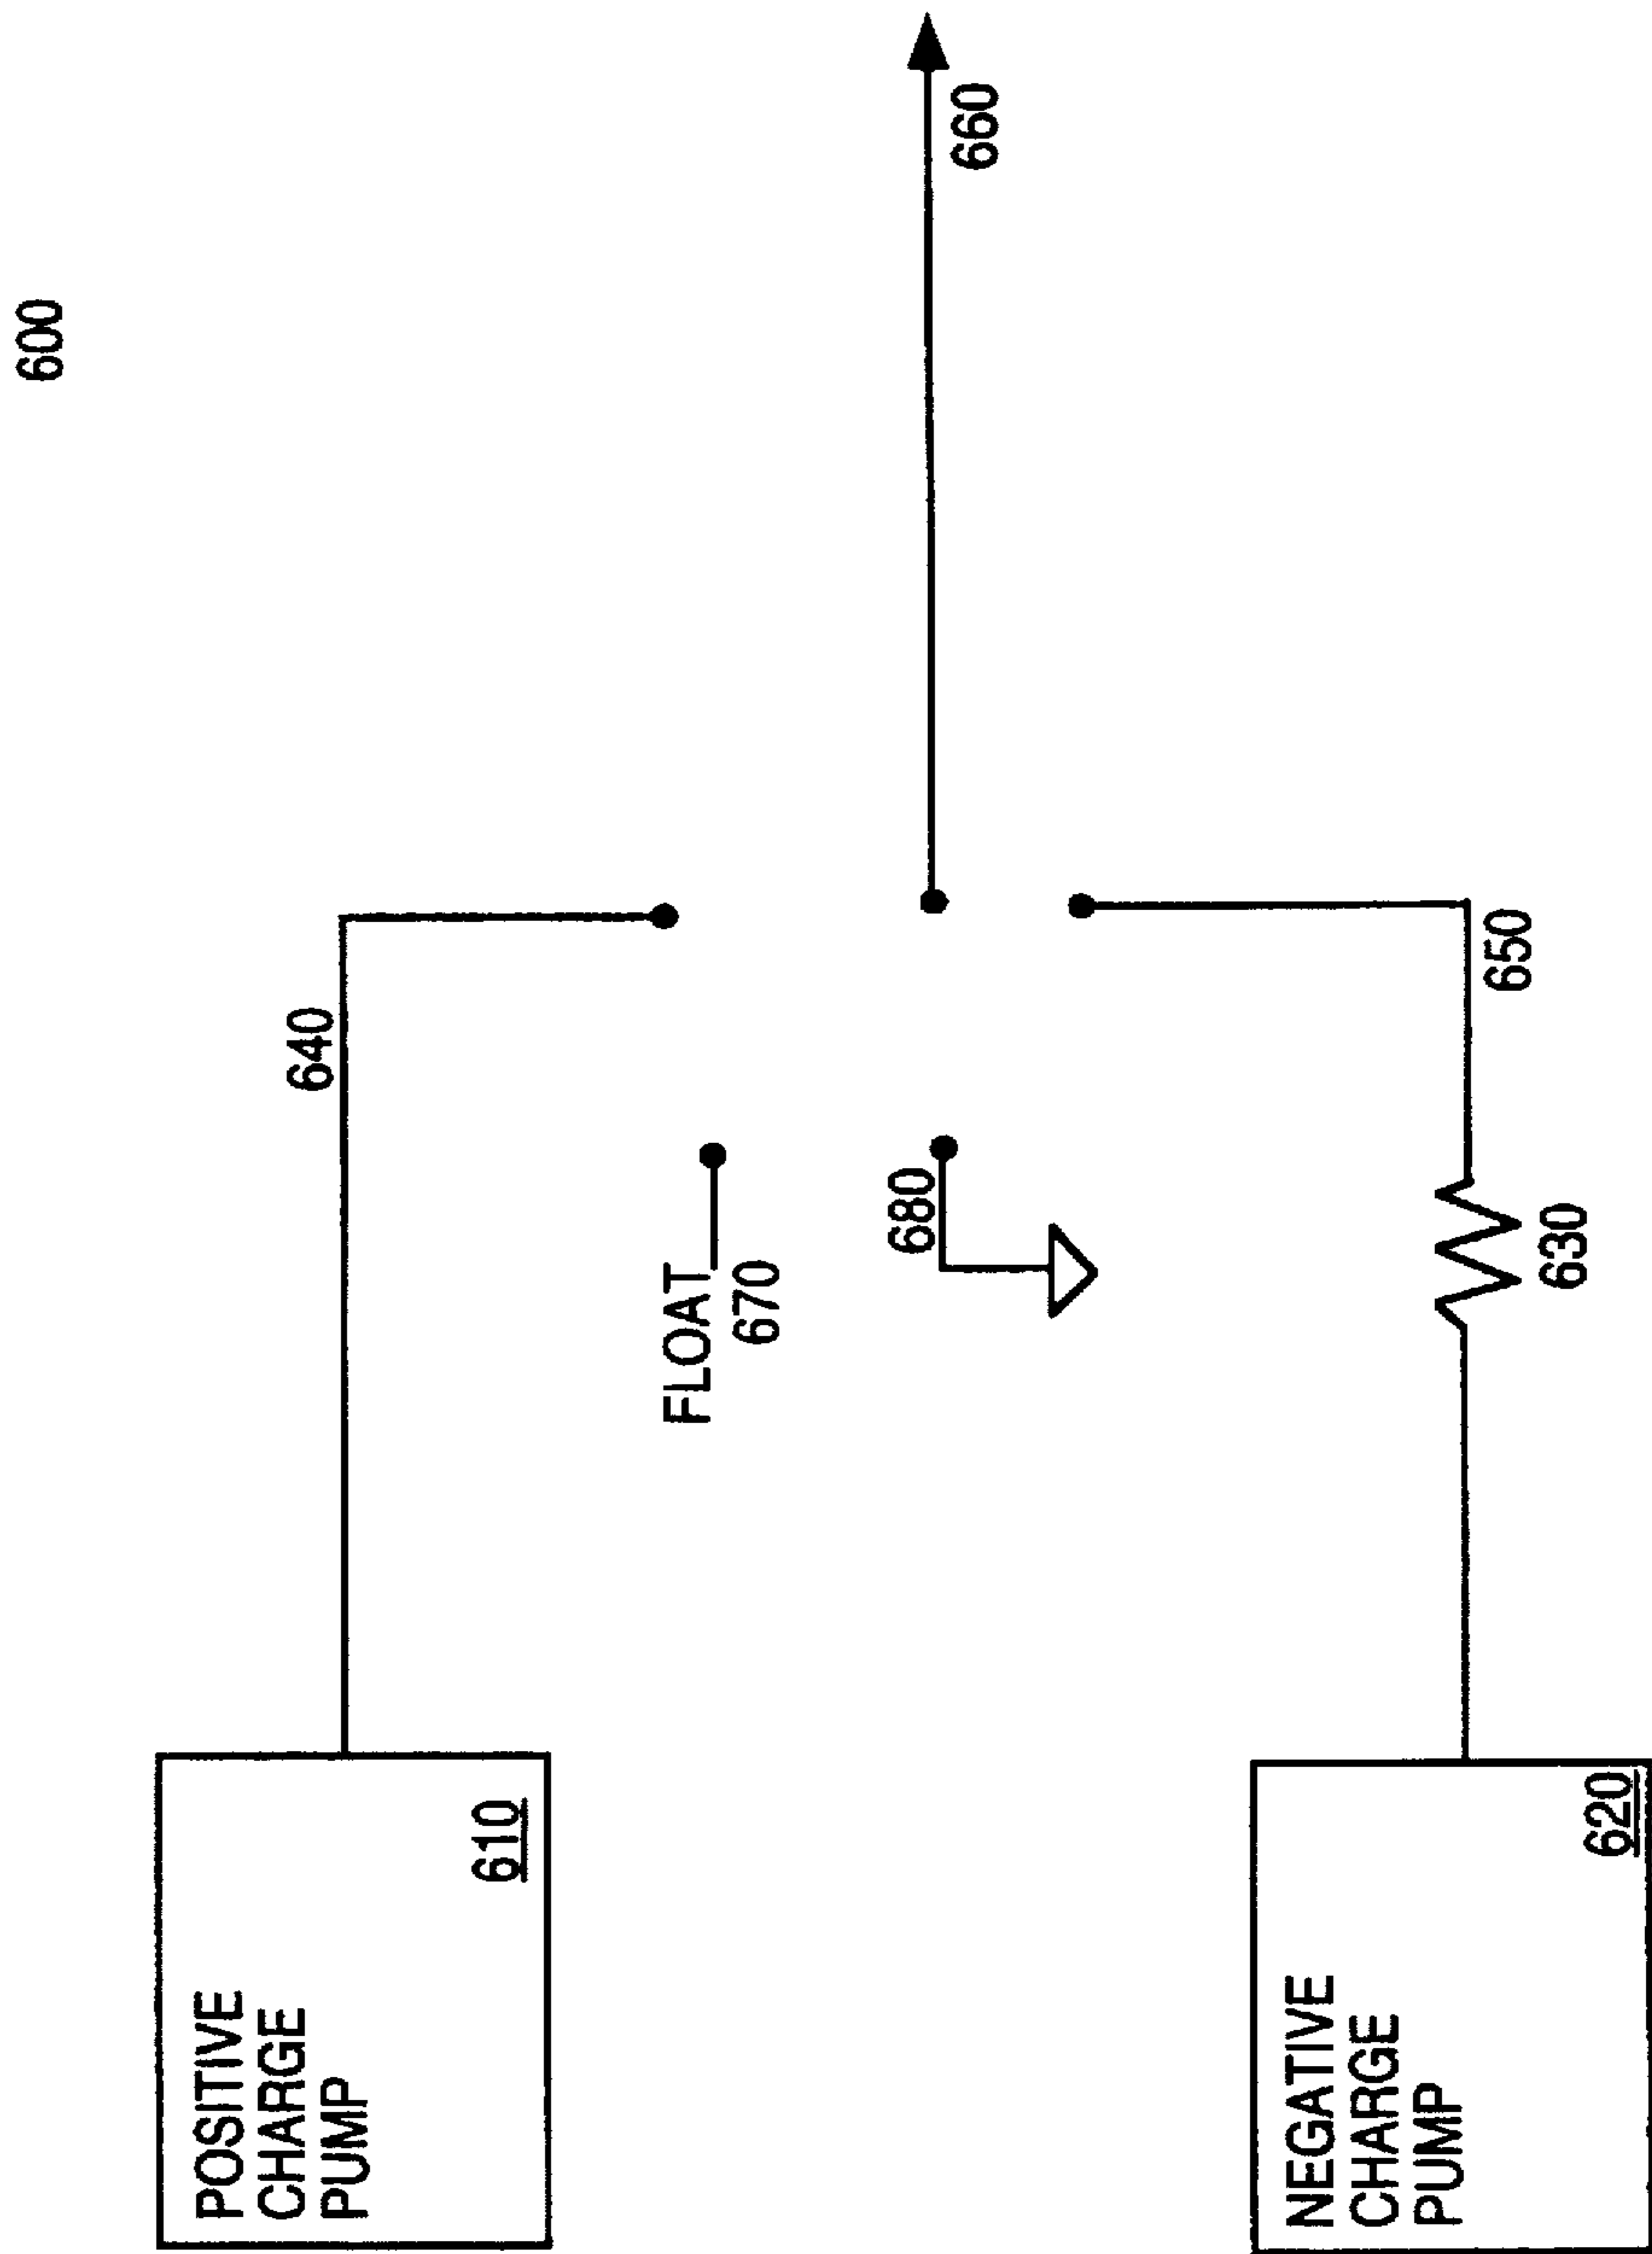 600
POSITIVE
CHARGE
PUMP
610
640
FLOAT
670
680
660
NEGATIVE
CHARGE
PUMP
620
630
650